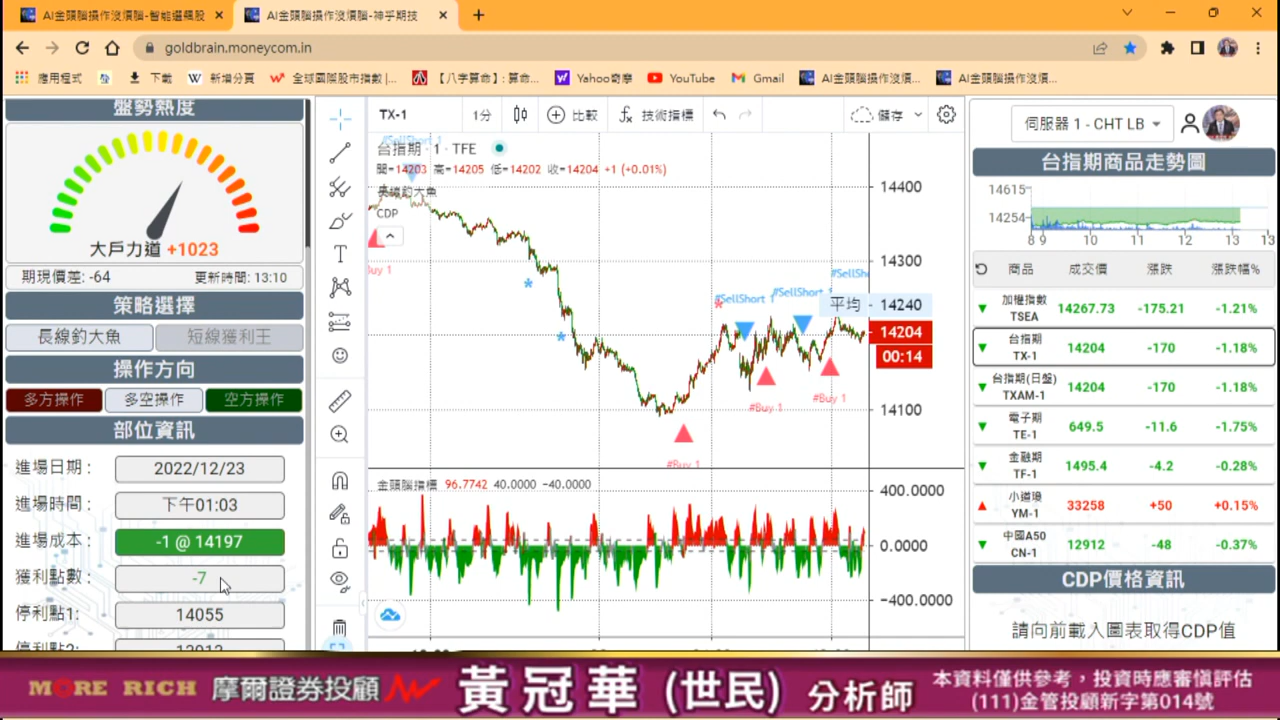 AI金頭腦操作沒煩腦-智能選飆股
AI金頭腦操作沒煩腦-神乎期技
goldbrain.moneycom.in
應用程式
下載
新增分頁
全球國際股市指數|...
【八字算命】: 算命...
Yahoo奇摩
YouTube
Gmail
AI金頭腦操作沒煩...
AI金頭腦操作沒煩...
盤勢熱度
大戶力道 +1023
期現價差: -64
更新時間: 13:10
策略選擇
長線釣大魚
短線獲利王
操作方向
多方操作
多空操作
空方操作
部位資訊
進場日期 :
2022/12/23
進場時間 :
下午01:03
進場成本 :
-1 @ 14197
獲利點數 :
-7
停利點1:
14055
停利點2:
TX-1
1分
比較
技術指標
儲存
台指期 · 1 · TFE
開=14203 高=14205 低=14202 收=14204 +1 (+0.01%)
長線釣大魚
CDP
#SellShort 1
#SellShort 1
#Buy 1
#Buy 1
#Buy 1
平均 - 14240
14400
14300
14204
00:14
14100
金頭腦指標 96.7742 40.0000 -40.0000
400.0000
0.0000
-400.0000
伺服器 1 - CHT LB
台指期商品走勢圖
14615
14254
8 9 10 11 12 13 13
商品 成交價 漲跌 漲跌幅%
加權指數 TSEA 14267.73 -175.21 -1.21%
台指期 TX-1 14204 -170 -1.18%
台指期(日盤) TXAM-1 14204 -170 -1.18%
電子期 TE-1 649.5 -11.6 -1.75%
金融期 TF-1 1495.4 -4.2 -0.28%
小道瓊 YM-1 33258 +50 +0.15%
中國A50 CN-1 12912 -48 -0.37%
CDP價格資訊
請向前載入圖表取得CDP值
MORE RICH 摩爾證券投顧
黃冠華 (世民) 分析師
本資料僅供參考，投資時應審慎評估
(111)金管投顧新字第014號